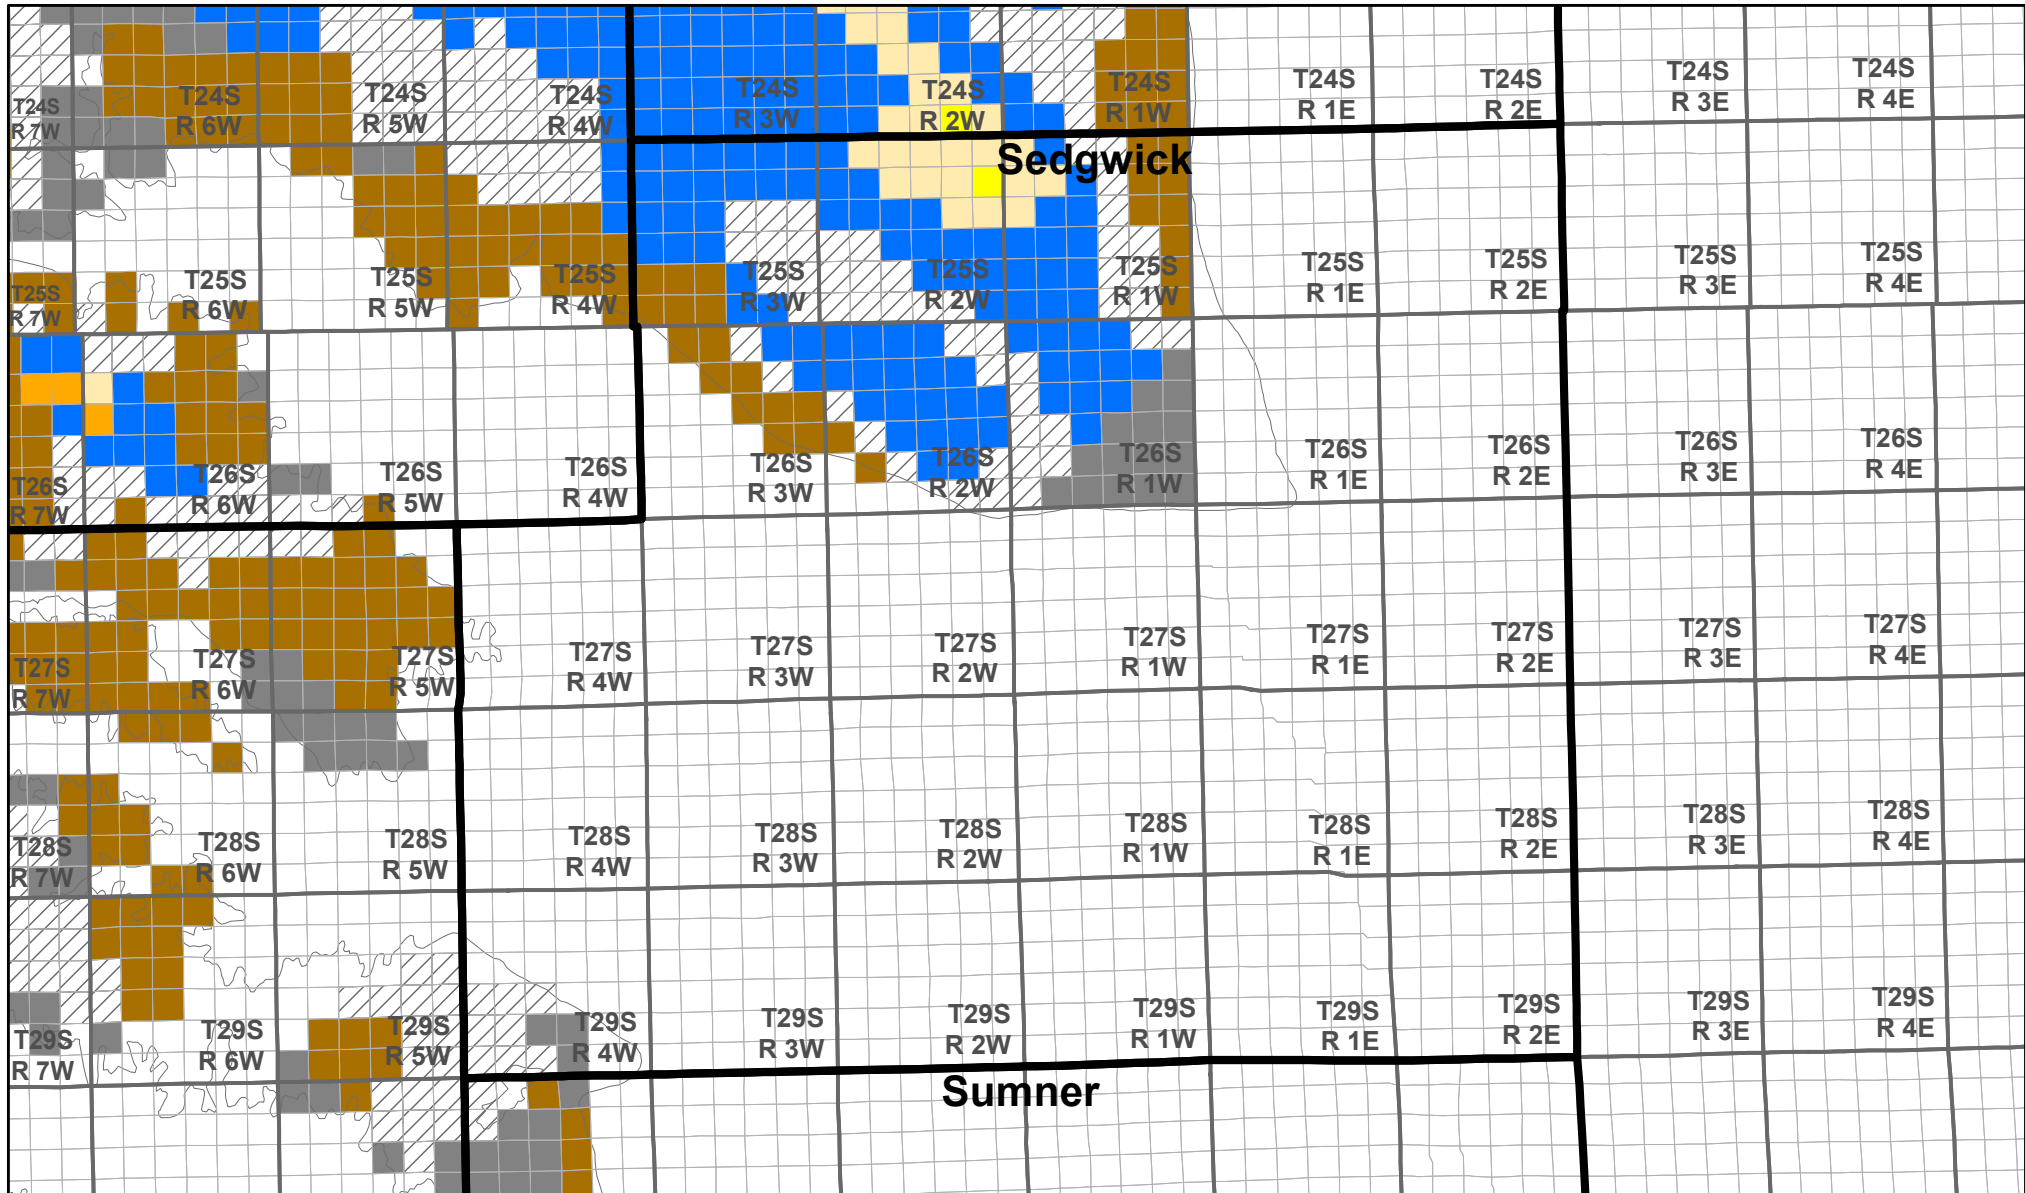 T24S
R 7W
T24S
R 6W
T24S
R 5W
T24S
R 4W
T24S
R 3W
T24S
R 2W
T24S
R 1W
T24S
R 1E
T24S
R 2E
T24S
R 3E
T24S
R 4E
Sedgwick
T25S
R 7W
T25S
R 6W
T25S
R 5W
T25S
R 4W
T25S
R 3W
T25S
R 2W
T25S
R 1W
T25S
R 1E
T25S
R 2E
T25S
R 3E
T25S
R 4E
T26S
R 7W
T26S
R 6W
T26S
R 5W
T26S
R 4W
T26S
R 3W
T26S
R 2W
T26S
R 1W
T26S
R 1E
T26S
R 2E
T26S
R 3E
T26S
R 4E
T27S
R 7W
T27S
R 6W
T27S
R 5W
T27S
R 4W
T27S
R 3W
T27S
R 2W
T27S
R 1W
T27S
R 1E
T27S
R 2E
T27S
R 3E
T27S
R 4E
T28S
R 7W
T28S
R 6W
T28S
R 5W
T28S
R 4W
T28S
R 3W
T28S
R 2W
T28S
R 1W
T28S
R 1E
T28S
R 2E
T28S
R 3E
T28S
R 4E
T29S
R 7W
T29S
R 6W
T29S
R 5W
T29S
R 4W
T29S
R 3W
T29S
R 2W
T29S
R 1W
T29S
R 1E
T29S
R 2E
T29S
R 3E
T29S
R 4E
Sumner